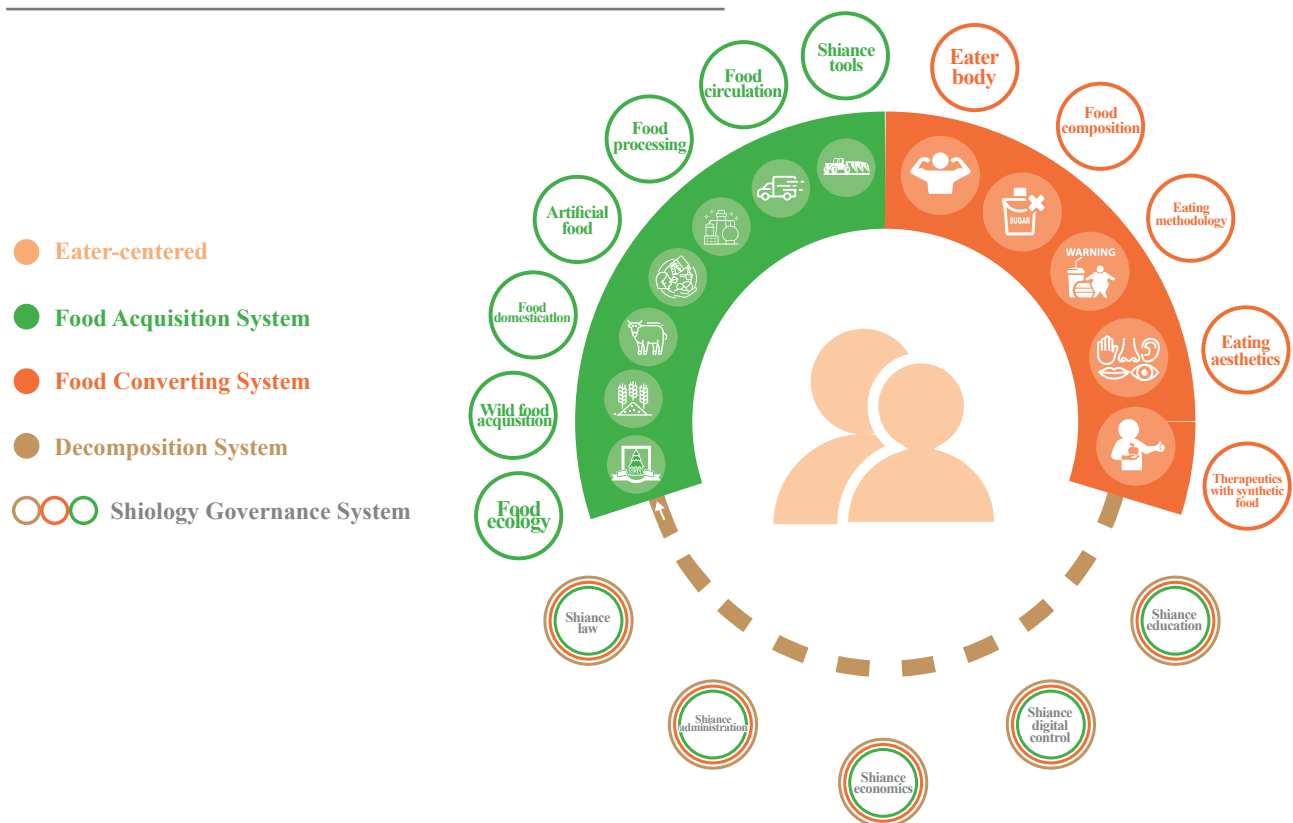 Eater-centered
Food Acquisition System
Food Converting System
Decomposition System
Shiology Governance System
Food
ecology
Wild food
acquisition
Food
domestication
Artificial
food
Food
processing
Food
circulation
Shiance
tools
Eater
body
Food
composition
Eating
methodology
Eating
aesthetics
Therapeutics
with synthetic
food
SUGAR
WARNING
Shiance
law
Shiance
administration
Shiance
economics
Shiance
digital
control
Shiance
education